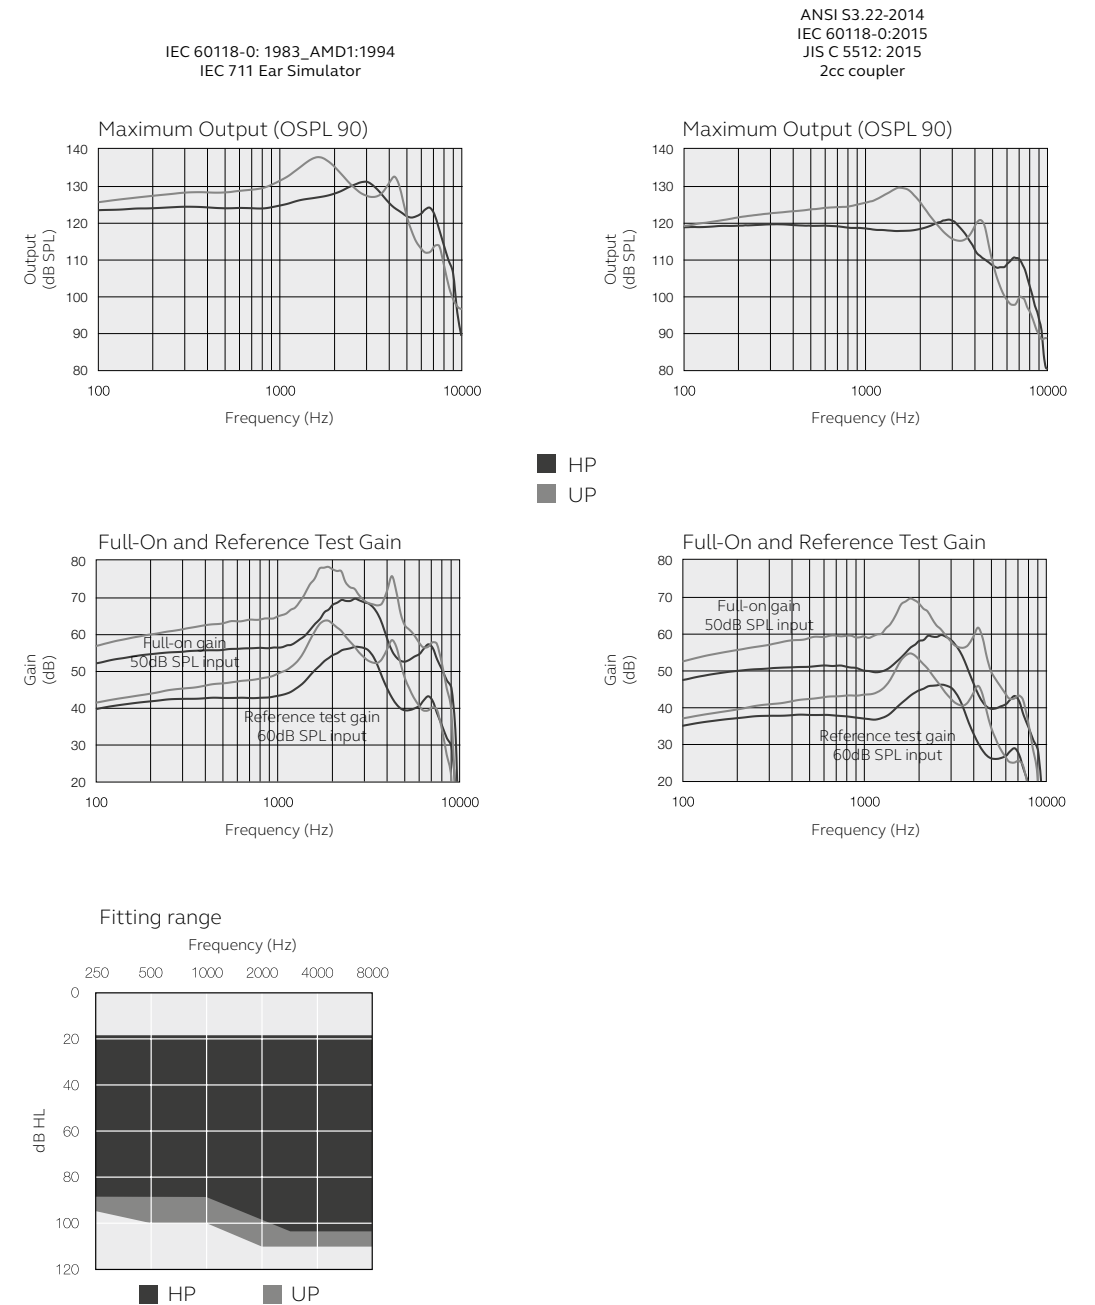 IEC 60118-0: 1983_AMD1:1994
IEC 711 Ear Simulator
ANSI S3.22-2014
IEC 60118-0:2015
JIS C 5512: 2015
2cc coupler
Maximum Output (OSPL 90)
140
130
120
110
100
90
80
Output
(dB SPL)
100
1000
10000
Frequency (Hz)
Maximum Output (OSPL 90)
140
130
120
110
100
90
80
Output
(dB SPL)
100
1000
10000
Frequency (Hz)
HP
UP
Full-On and Reference Test Gain
80
70
60
50
40
30
20
Gain
(dB)
Full-on gain
50dB SPL input
Reference test gain
60dB SPL input
100
1000
10000
Frequency (Hz)
Full-On and Reference Test Gain
80
70
60
50
40
30
20
Gain
(dB)
Full-on gain
50dB SPL input
Reference test gain
60dB SPL input
100
1000
10000
Frequency (Hz)
Fitting range
Frequency (Hz)
250
500
1000
2000
4000
8000
0
20
40
60
80
100
120
dB HL
HP
UP